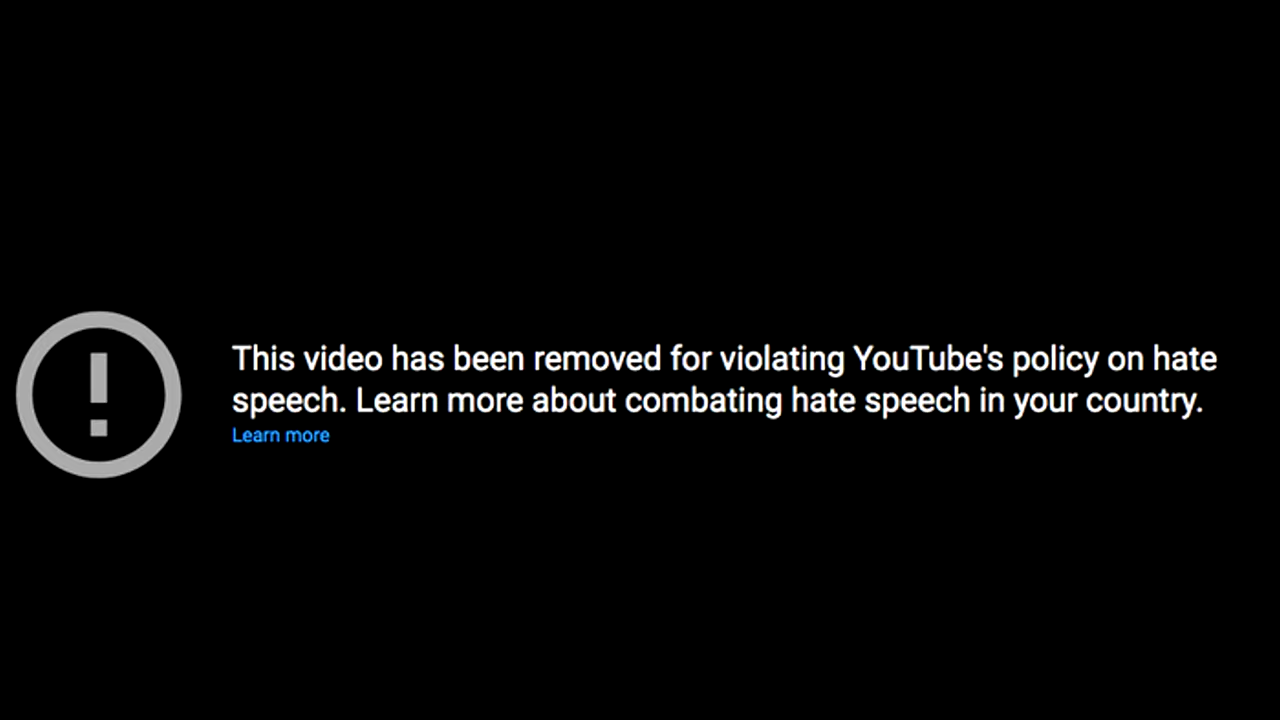 This video has been removed for violating YouTube's policy on hate
speech. Learn more about combating hate speech in your country.
Learn more